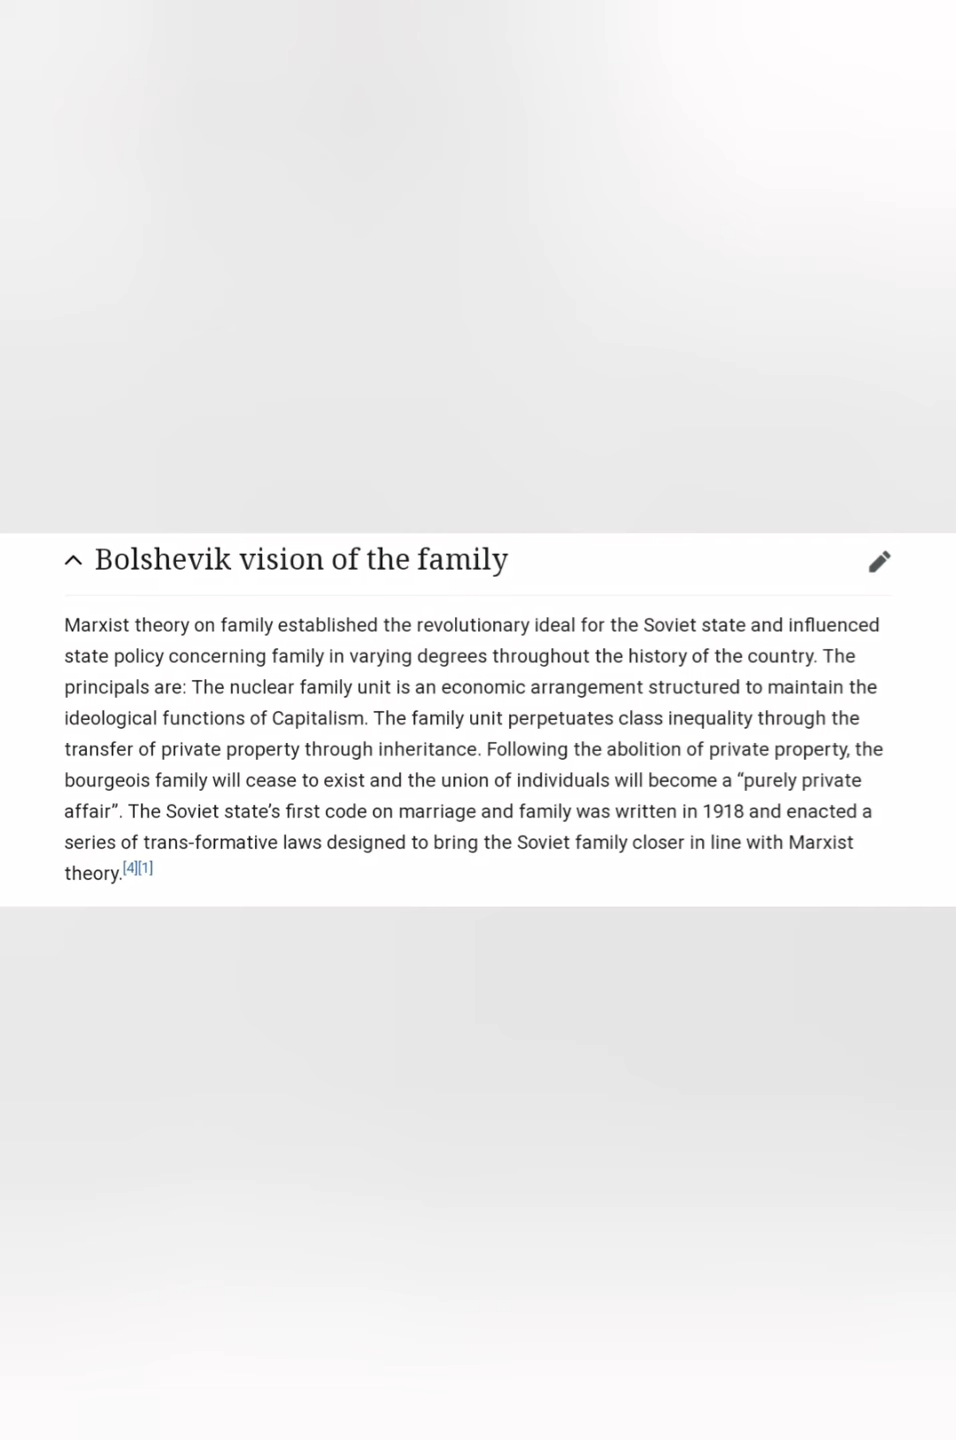 Bolshevik vision of the family
Marxist theory on family established the revolutionary ideal for the Soviet state and influenced
state policy concerning family in varying degrees throughout the history of the country. The
principals are: The nuclear family unit is an economic arrangement structured to maintain the
ideological functions of Capitalism. The family unit perpetuates class inequality through the
transfer of private property through inheritance. Following the abolition of private property, the
bourgeois family will cease to exist and the union of individuals will become a “purely private
affair”. The Soviet state’s first code on marriage and family was written in 1918 and enacted a
series of trans-formative laws designed to bring the Soviet family closer in line with Marxist
theory.[4][1]